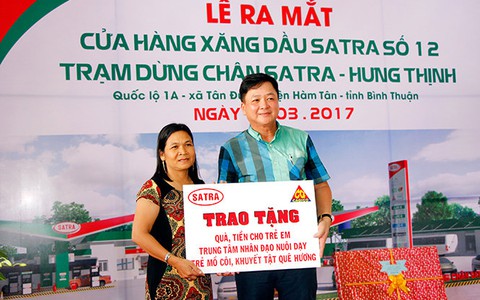 LỄ RA MẮT
CỬA HÀNG XĂNG DẦU SATRA SỐ 12
TRẠM DỪNG CHÂN SATRA - HƯNG THỊNH
Quốc lộ 1A - xã Tân Hàm Tân - tỉnh Bình Thuận
NGÀY 03.2017
SATRA
TRAO TẶNG
QUÀ, TIỀN CHO TRẺ EM
TRUNG TÂM NHÂN ĐẠO NUÔI DẠY
TRẺ MỒ CÔI, KHUYẾT TẬT QUÊ HƯƠNG